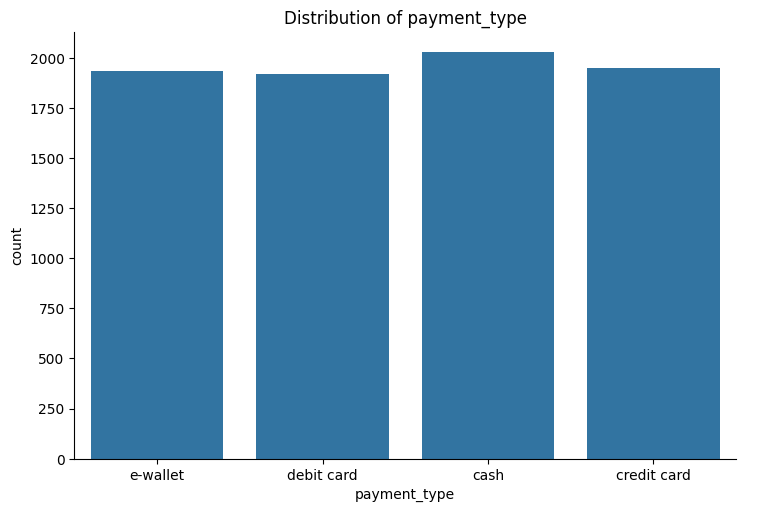 Distribution of payment_type
2000
1750
1500
1250
1000
750
500
250
0
count
e-wallet
debit card
cash
credit card
payment_type